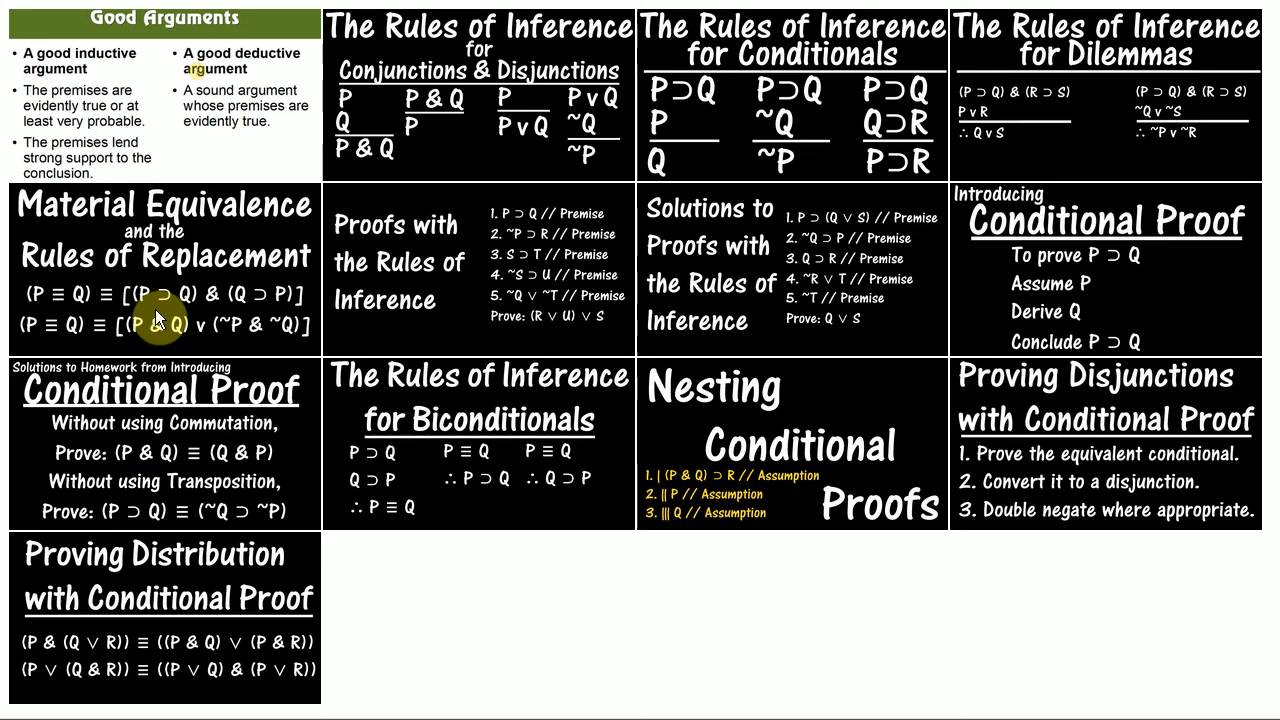 Good Arguments
• A good inductive
argument
• The premises are
evidently true or at
least very probable.
• The premises lend
strong support to the
conclusion.
• A good deductive
argument
• A sound argument
whose premises are
evidently true.
The Rules of Inference
for
Conjunctions & Disjunctions
P
Q
P & Q
P & Q
P
P
P v Q
P v Q
~Q
~P
The Rules of Inference
for Conditionals
P⊃Q
P
Q
P⊃Q
~Q
~P
P⊃Q
Q⊃R
P⊃R
The Rules of Inference
for Dilemmas
(P ⊃ Q) & (R ⊃ S)
P v R
∴ Q v S
(P ⊃ Q) & (R ⊃ S)
~Q v ~S
∴ ~P v ~R
Material Equivalence
and the
Rules of Replacement
(P ≡ Q) ≡ [(P ⊃ Q) & (Q ⊃ P)]
(P ≡ Q) ≡ [(P & Q) v (~P & ~Q)]
Proofs with
the Rules of
Inference
1. P ⊃ Q // Premise
2. ~P ⊃ R // Premise
3. S ⊃ T // Premise
4. ~S ⊃ U // Premise
5. ~Q ∨ ~T // Premise
Prove: (R ∨ U) ∨ S
Solutions to
Proofs with
the Rules of
Inference
1. P ⊃ (Q ∨ S) // Premise
2. ~Q ⊃ P // Premise
3. Q ⊃ R // Premise
4. ~R ∨ T // Premise
5. ~T // Premise
Prove: Q ∨ S
Introducing
Conditional Proof
To prove P ⊃ Q
Assume P
Derive Q
Conclude P ⊃ Q
Solutions to Homework from Introducing
Conditional Proof
Without using Commutation,
Prove: (P & Q) ≡ (Q & P)
Without using Transposition,
Prove: (P ⊃ Q) ≡ (~Q ⊃ ~P)
The Rules of Inference
for Biconditionals
P ⊃ Q
Q ⊃ P
∴ P ≡ Q
P ≡ Q
∴ P ⊃ Q
P ≡ Q
∴ Q ⊃ P
Nesting
Conditional
Proofs
1. | (P & Q) ⊃ R // Assumption
2. || P // Assumption
3. ||| Q // Assumption
Proving Disjunctions
with Conditional Proof
1. Prove the equivalent conditional.
2. Convert it to a disjunction.
3. Double negate where appropriate.
Proving Distribution
with Conditional Proof
(P & (Q ∨ R)) ≡ ((P & Q) ∨ (P & R))
(P ∨ (Q & R)) ≡ ((P ∨ Q) & (P ∨ R))